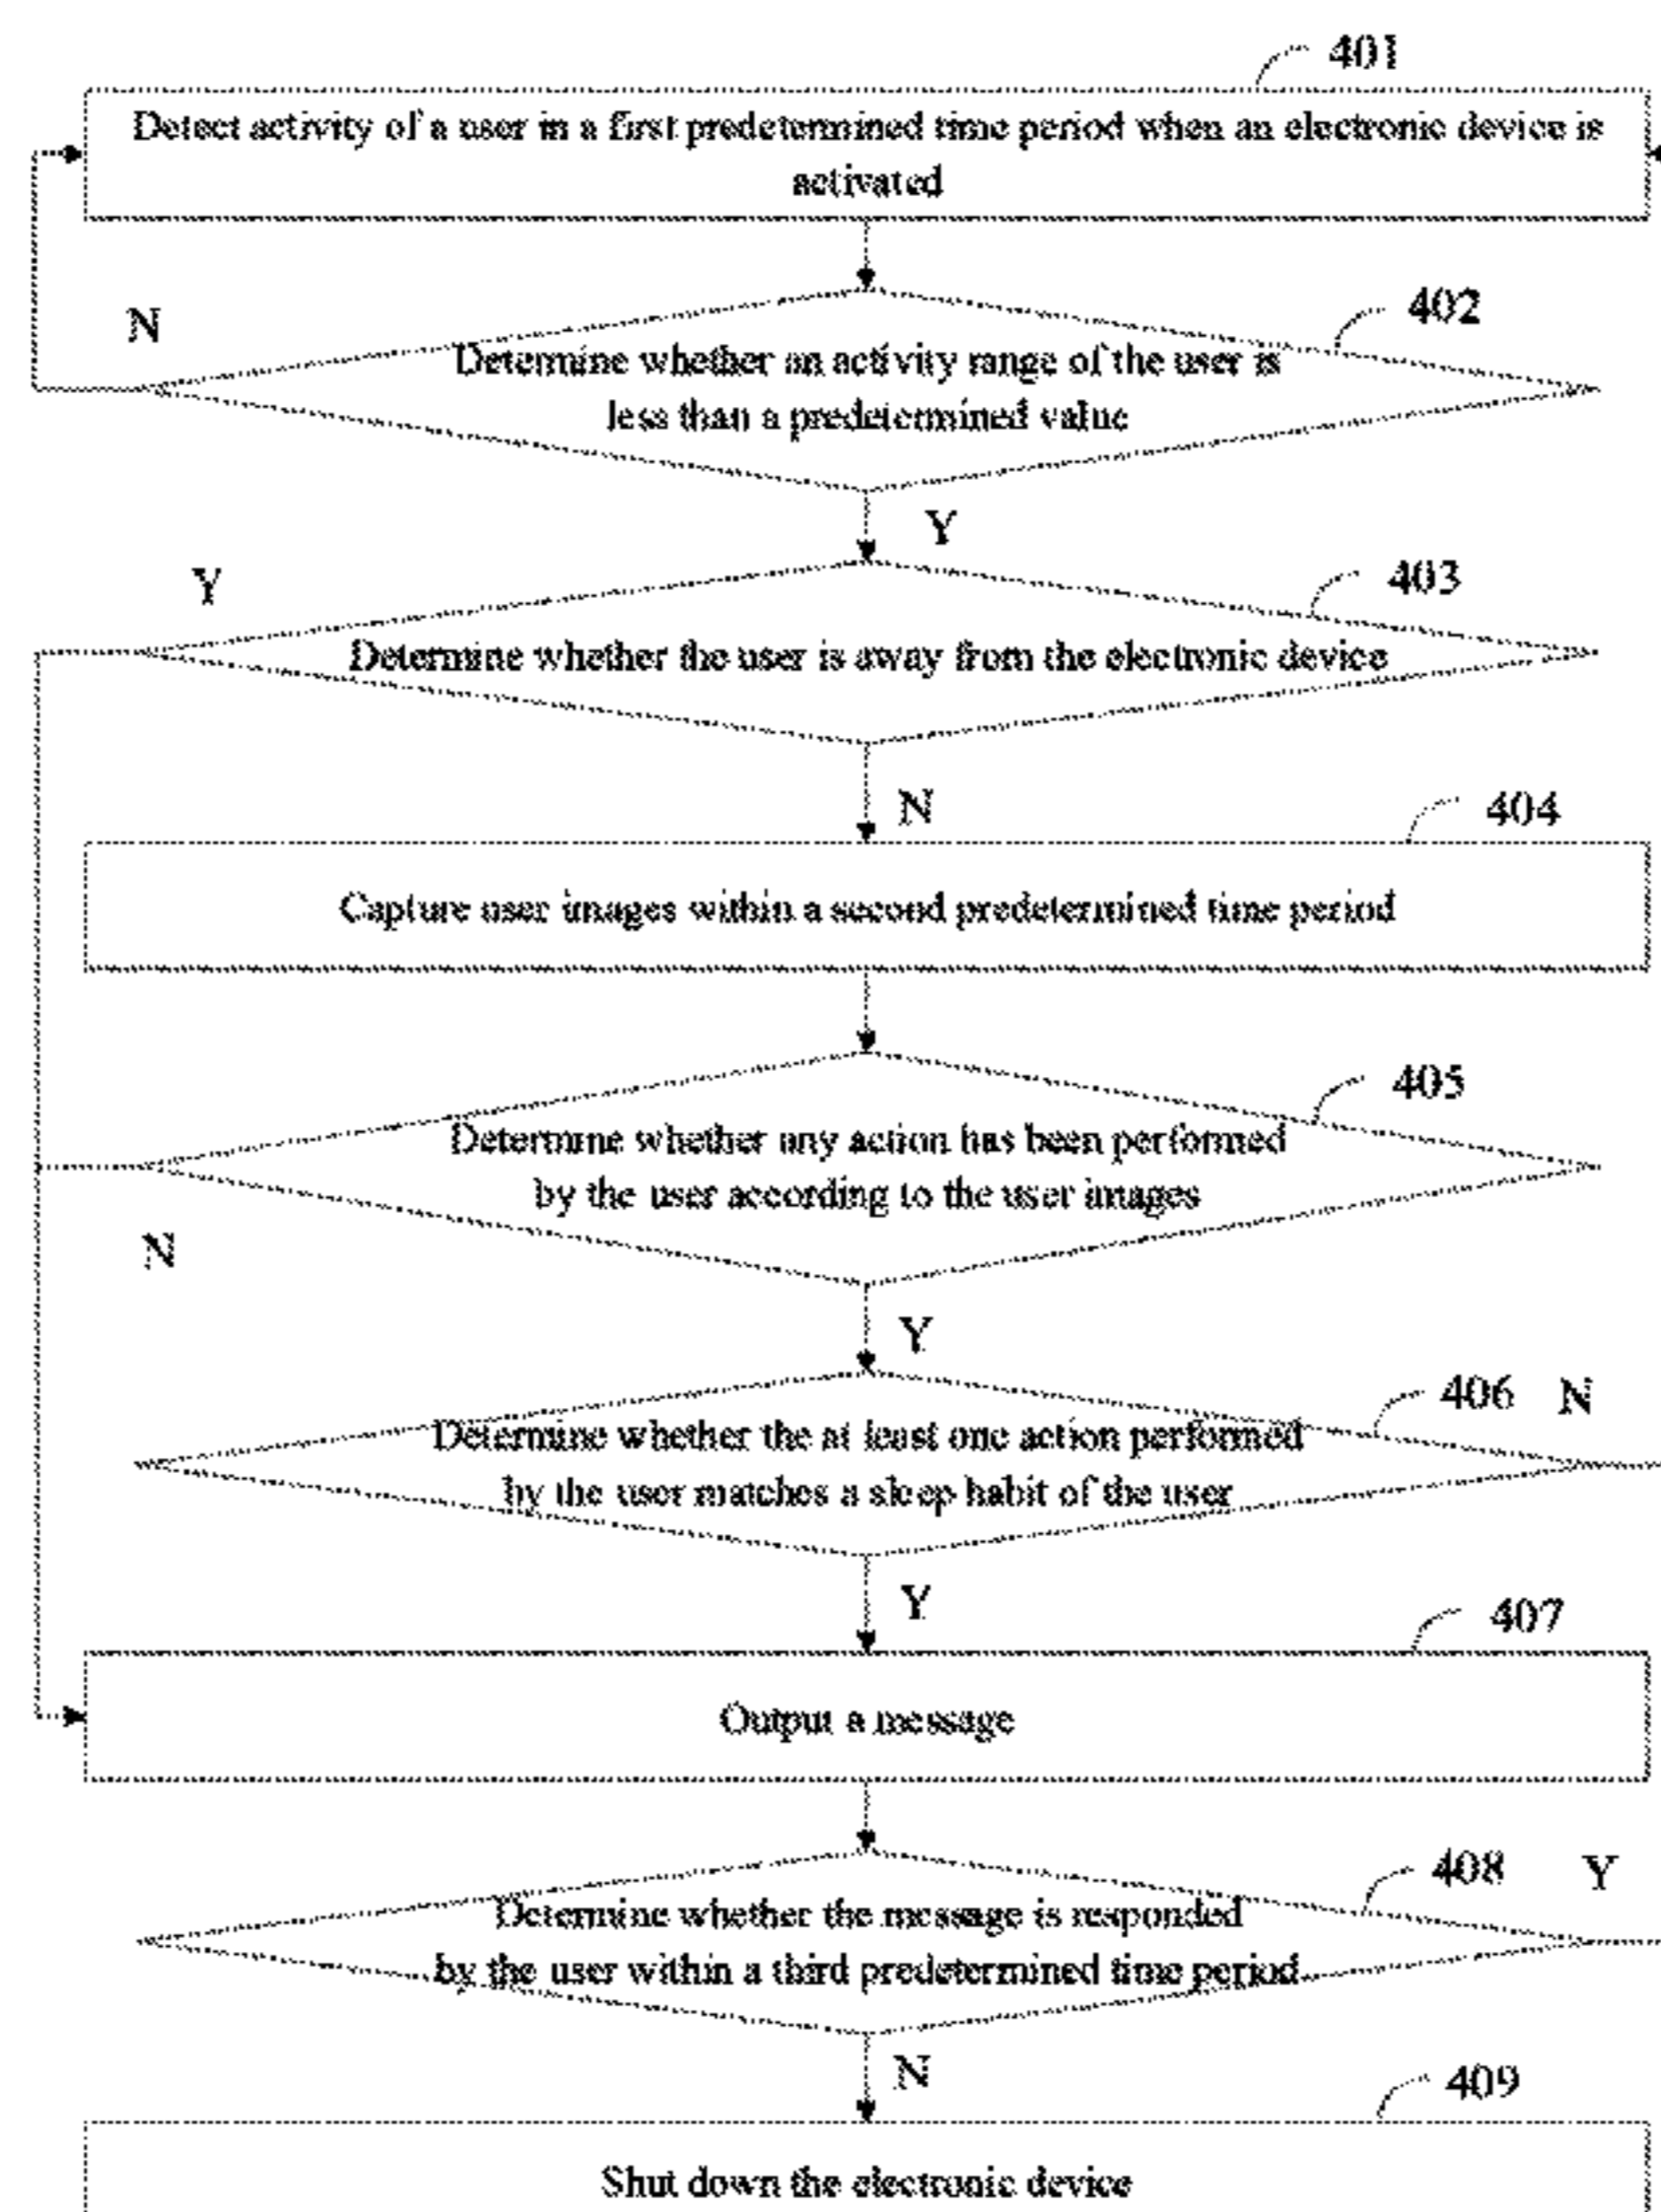 401
Detect activity of a user in a first predetermined time period when an electronic device is
activated
402
N
Determine whether an activity range of the user is
less than a predetermined value
Y
403
Y
Determine whether the user is away from the electronic device
N
404
Capture user images within a second predetermined time period
405
Determine whether any action has been performed
by the user according to the user images
N
Y
406
N
Determine whether the at least one action performed
by the user matches a sleep habit of the user
Y
407
Output a message
408
Y
Determine whether the message is responded
by the user within a third predetermined time period
N
409
Shut down the electronic device